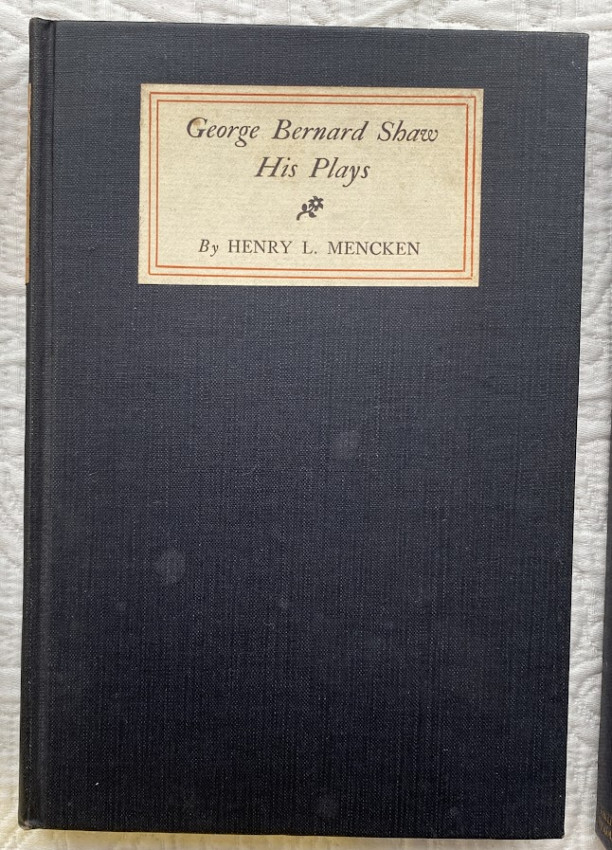 George Bernard Shaw
His Plays
By HENRY L. MENCKEN